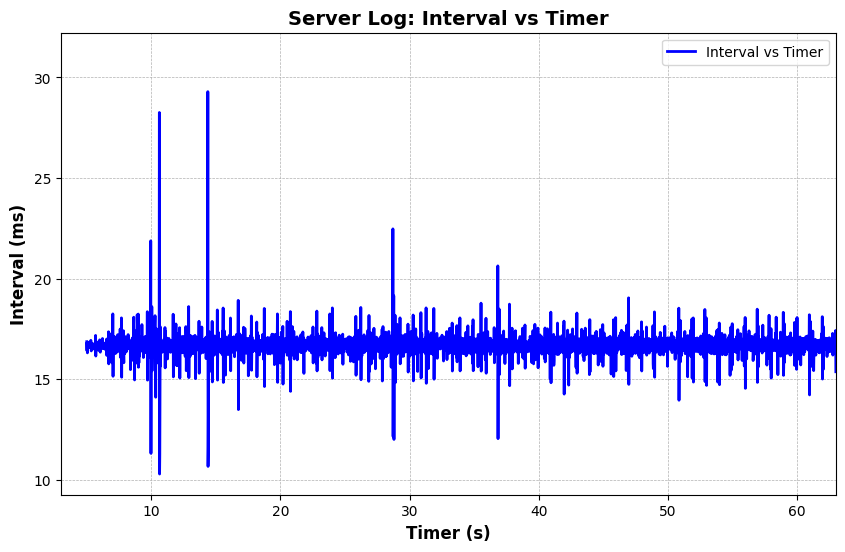 Server Log: Interval vs Timer
Interval vs Timer
30
25
20
15
10
Interval (ms)
10 20 30 40 50 60
Timer (s)